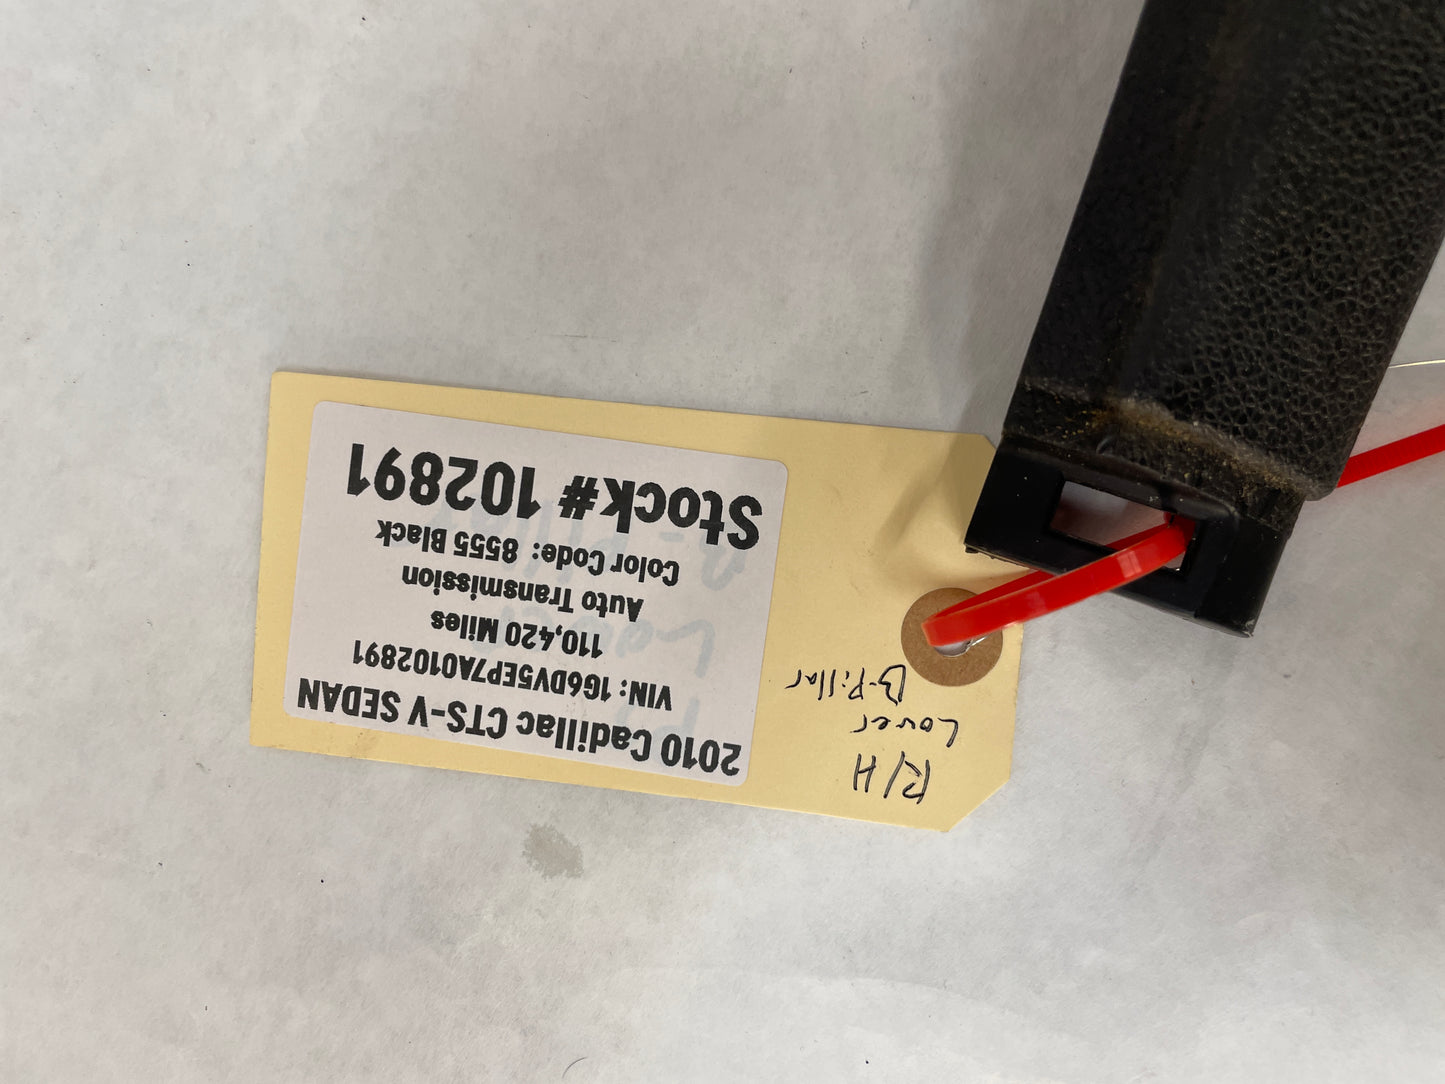 2010 Cadillac CTS-V SEDAN
VIN: 1G6DV5EP7A0102891
110,420 Miles
Auto Transmission
Color Code: 8555 Black
Stock# 102891
R/H
Lower
B-Pillar